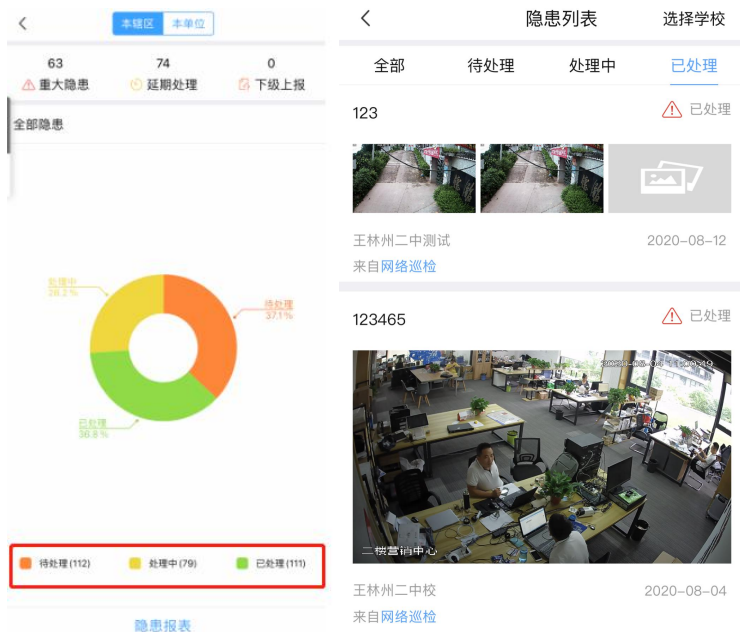 本辖区 本单位
63 74 0
重大隐患 延期处理 下级上报
全部隐患
处理中
26.2%
待处理
37.1%
已处理
36.8%
待处理(112) 处理中(79) 已处理(111)
隐患报表
隐患列表 选择学校
全部 待处理 处理中 已处理
123 已处理
王林州二中测试 2020-08-12
来自网络巡检
123465 已处理
二楼营销中心
王林州二中校 2020-08-04
来自网络巡检